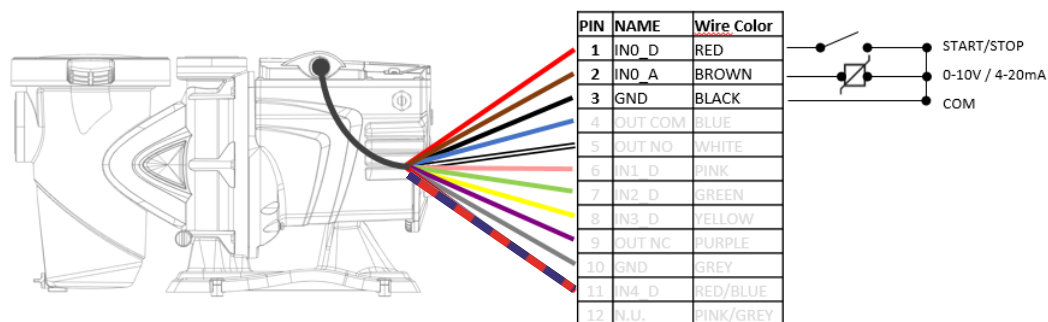 PIN NAME Wire Color
1 IN0_D RED
2 IN0_A BROWN
3 GND BLACK
4 OUT COM BLUE
5 OUT NO WHITE
6 IN1_D PINK
7 IN2_D GREEN
8 IN3_D YELLOW
9 OUT NC PURPLE
10 GND GREY
11 IN4_D RED/BLUE
12 N.U. PINK/GREY
START/STOP
0-10V / 4-20mA
COM